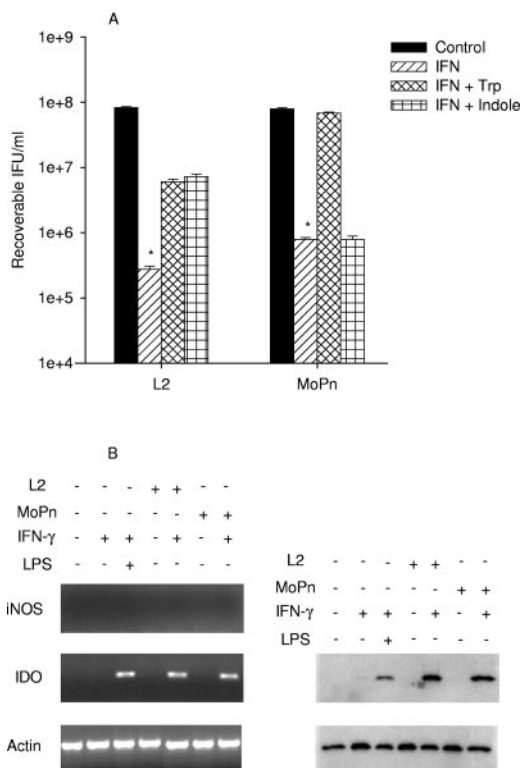 A
1e+9
1e+8
1e+7
1e+6
1e+5
1e+4
Recoverable IFU/ml
* *
L2 MoPn
Control
IFN
IFN + Trp
IFN + Indole
B
L2 - - - + + - -
MoPn - - - - - + +
IFN-γ - + + - + - +
LPS - - + - - - -
iNOS
IDO
Actin
L2 - - - + + - -
MoPn - - - - - + +
IFN-γ - + + - + - +
LPS - - + - - - -